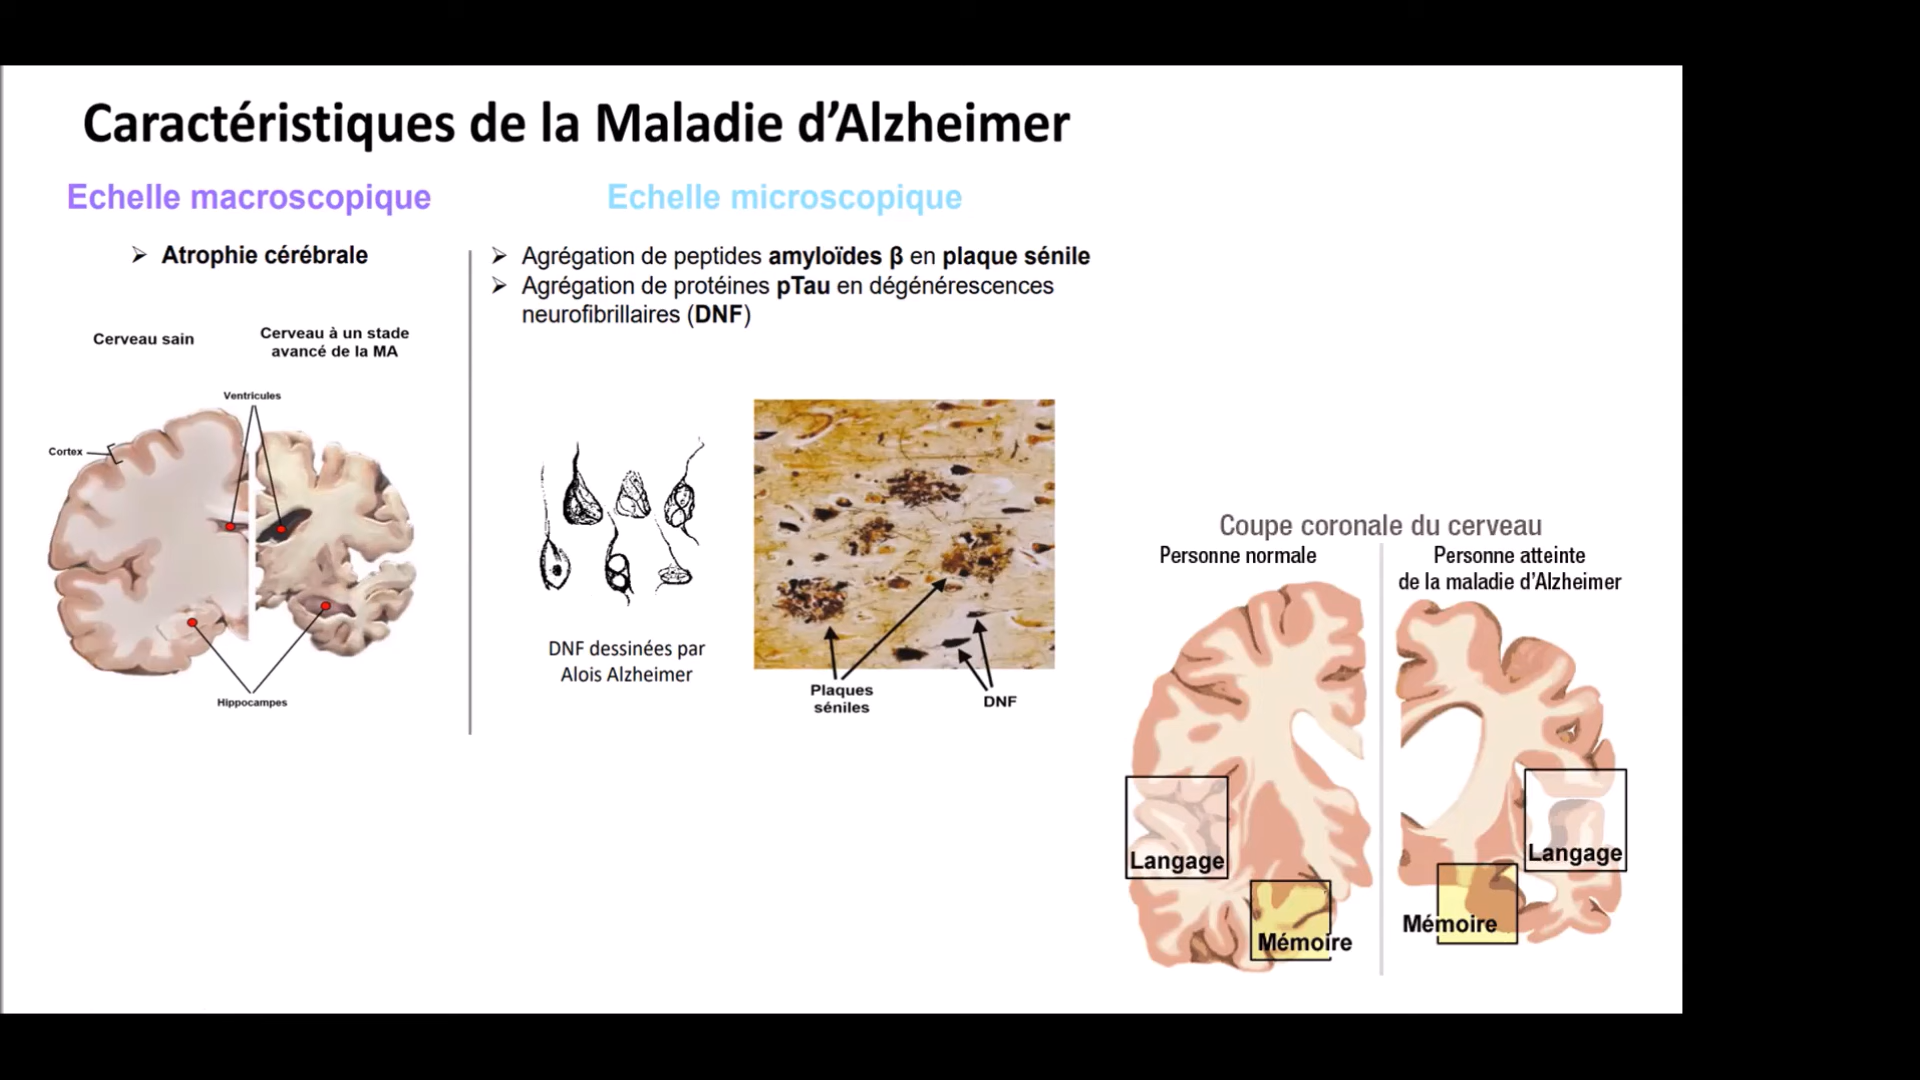 Caractéristiques de la Maladie d’Alzheimer
Echelle macroscopique
Atrophie cérébrale
Cerveau sain
Cerveau à un stade
avancé de la MA
Ventricules
Cortex
Hippocampes
Echelle microscopique
Agrégation de peptides amyloïdes β en plaque sénile
Agrégation de protéines pTau en dégénérescences
neurofibrillaires (DNF)
DNF dessinées par
Alois Alzheimer
Plaques
séniles
DNF
Coupe coronale du cerveau
Personne normale
Personne atteinte
de la maladie d’Alzheimer
Langage
Mémoire
Langage
Mémoire